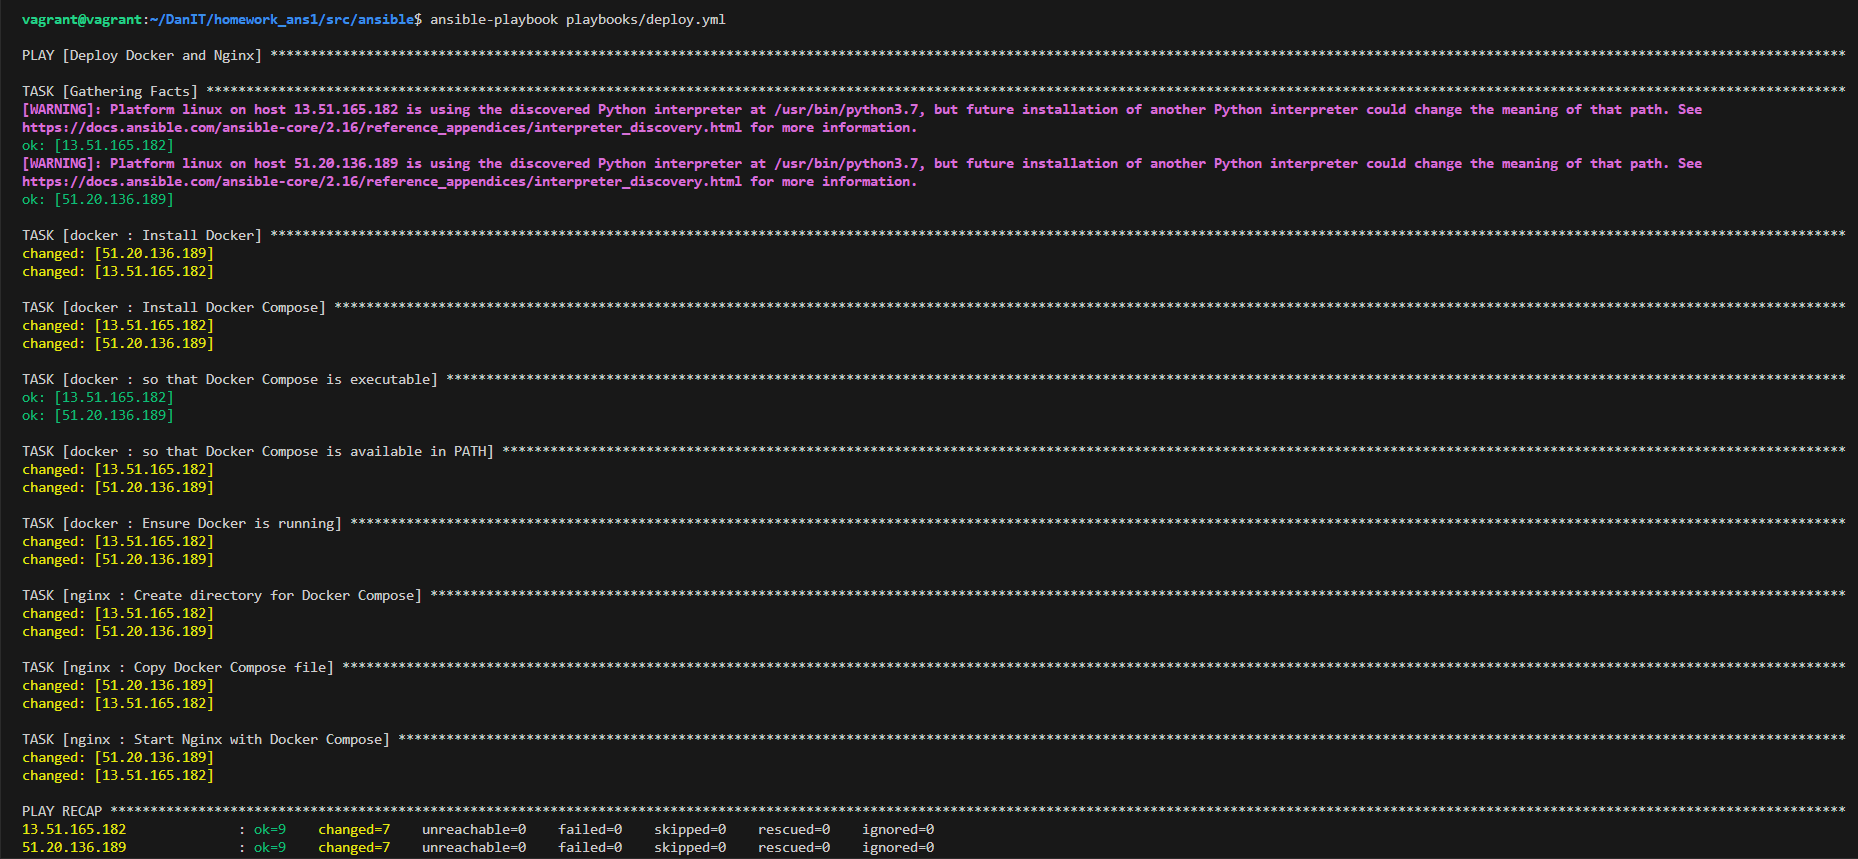 vagrant@vagrant:~/DanIT/homework_ans1/src/ansible$ ansible-playbook playbooks/deploy.yml
PLAY [Deploy Docker and Nginx] ****************************************************************************************************
TASK [Gathering Facts] ****************************************************************************************************
[WARNING]: Platform linux on host 13.51.165.182 is using the discovered Python interpreter at /usr/bin/python3.7, but future installation of another Python interpreter could change the meaning of that path. See
https://docs.ansible.com/ansible-core/2.16/reference_appendices/interpreter_discovery.html for more information.
ok: [13.51.165.182]
[WARNING]: Platform linux on host 51.20.136.189 is using the discovered Python interpreter at /usr/bin/python3.7, but future installation of another Python interpreter could change the meaning of that path. See
https://docs.ansible.com/ansible-core/2.16/reference_appendices/interpreter_discovery.html for more information.
ok: [51.20.136.189]
TASK [docker : Install Docker] ****************************************************************************************************
changed: [51.20.136.189]
changed: [13.51.165.182]
TASK [docker : Install Docker Compose] ****************************************************************************************************
changed: [13.51.165.182]
changed: [51.20.136.189]
TASK [docker : so that Docker Compose is executable] ****************************************************************************************************
ok: [13.51.165.182]
ok: [51.20.136.189]
TASK [docker : so that Docker Compose is available in PATH] ****************************************************************************************************
changed: [13.51.165.182]
changed: [51.20.136.189]
TASK [docker : Ensure Docker is running] ****************************************************************************************************
changed: [13.51.165.182]
changed: [51.20.136.189]
TASK [nginx : Create directory for Docker Compose] ****************************************************************************************************
changed: [13.51.165.182]
changed: [51.20.136.189]
TASK [nginx : Copy Docker Compose file] ****************************************************************************************************
changed: [51.20.136.189]
changed: [13.51.165.182]
TASK [nginx : Start Nginx with Docker Compose] ****************************************************************************************************
changed: [51.20.136.189]
changed: [13.51.165.182]
PLAY RECAP ****************************************************************************************************
13.51.165.182              : ok=9    changed=7    unreachable=0    failed=0    skipped=0    rescued=0    ignored=0
51.20.136.189              : ok=9    changed=7    unreachable=0    failed=0    skipped=0    rescued=0    ignored=0